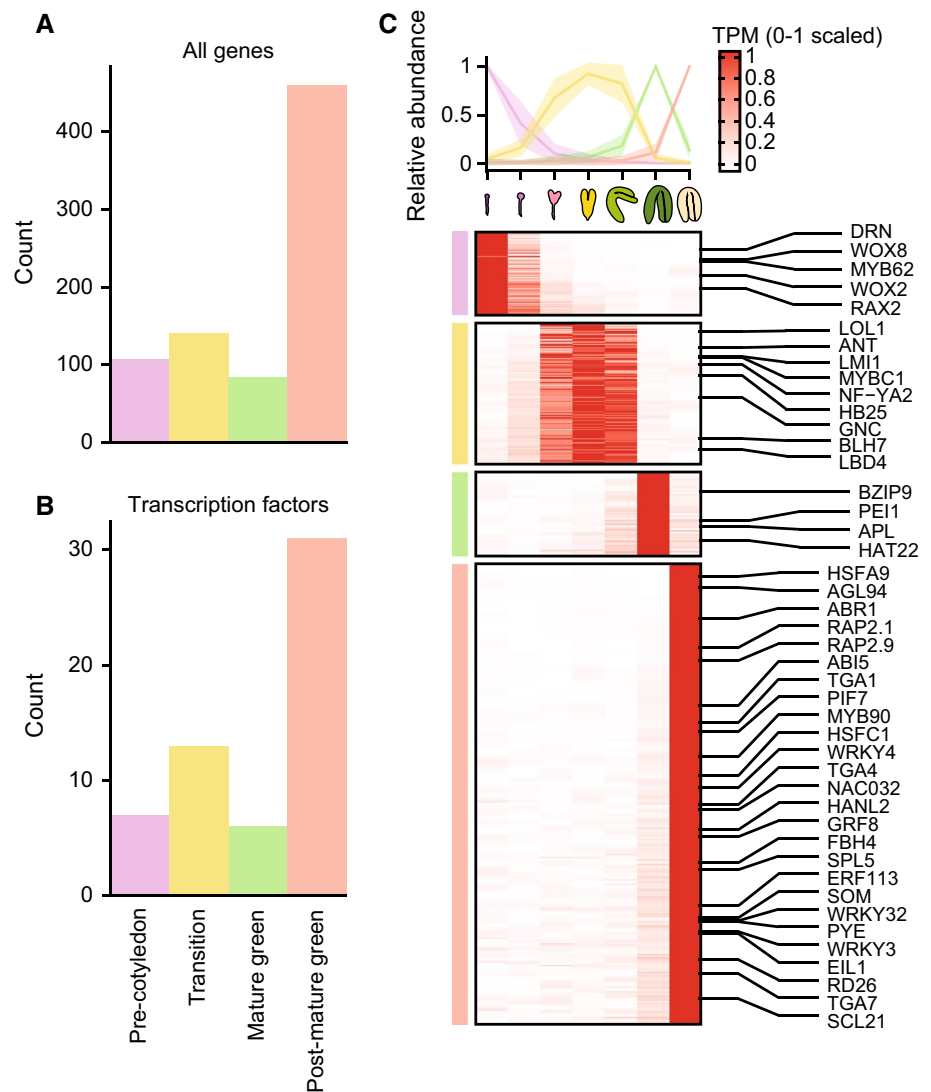 A
All genes
Count
400
300
200
100
0
B
Transcription factors
Count
30
20
10
0
Pre-cotyledon
Transition
Mature green
Post-mature green
C
Relative abundance
1
0.5
0
TPM (0-1 scaled)
1
0.8
0.6
0.4
0.2
0
DRN
WOX8
MYB62
WOX2
RAX2
LOL1
ANT
LMI1
MYBC1
NF−YA2
HB25
GNC
BLH7
LBD4
BZIP9
PEI1
APL
HAT22
HSFA9
AGL94
ABR1
RAP2.1
RAP2.9
ABI5
TGA1
PIF7
MYB90
HSFC1
WRKY4
TGA4
NAC032
HANL2
GRF8
FBH4
SPL5
ERF113
SOM
WRKY32
PYE
WRKY3
EIL1
RD26
TGA7
SCL21